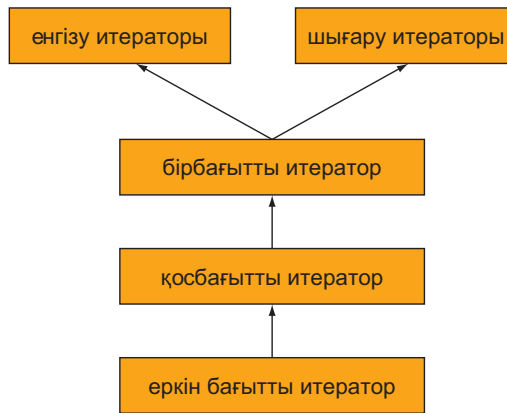 енгізу итераторы
шығару итераторы
бірбағытты итератор
қосбағытты итератор
еркін бағытты итератор